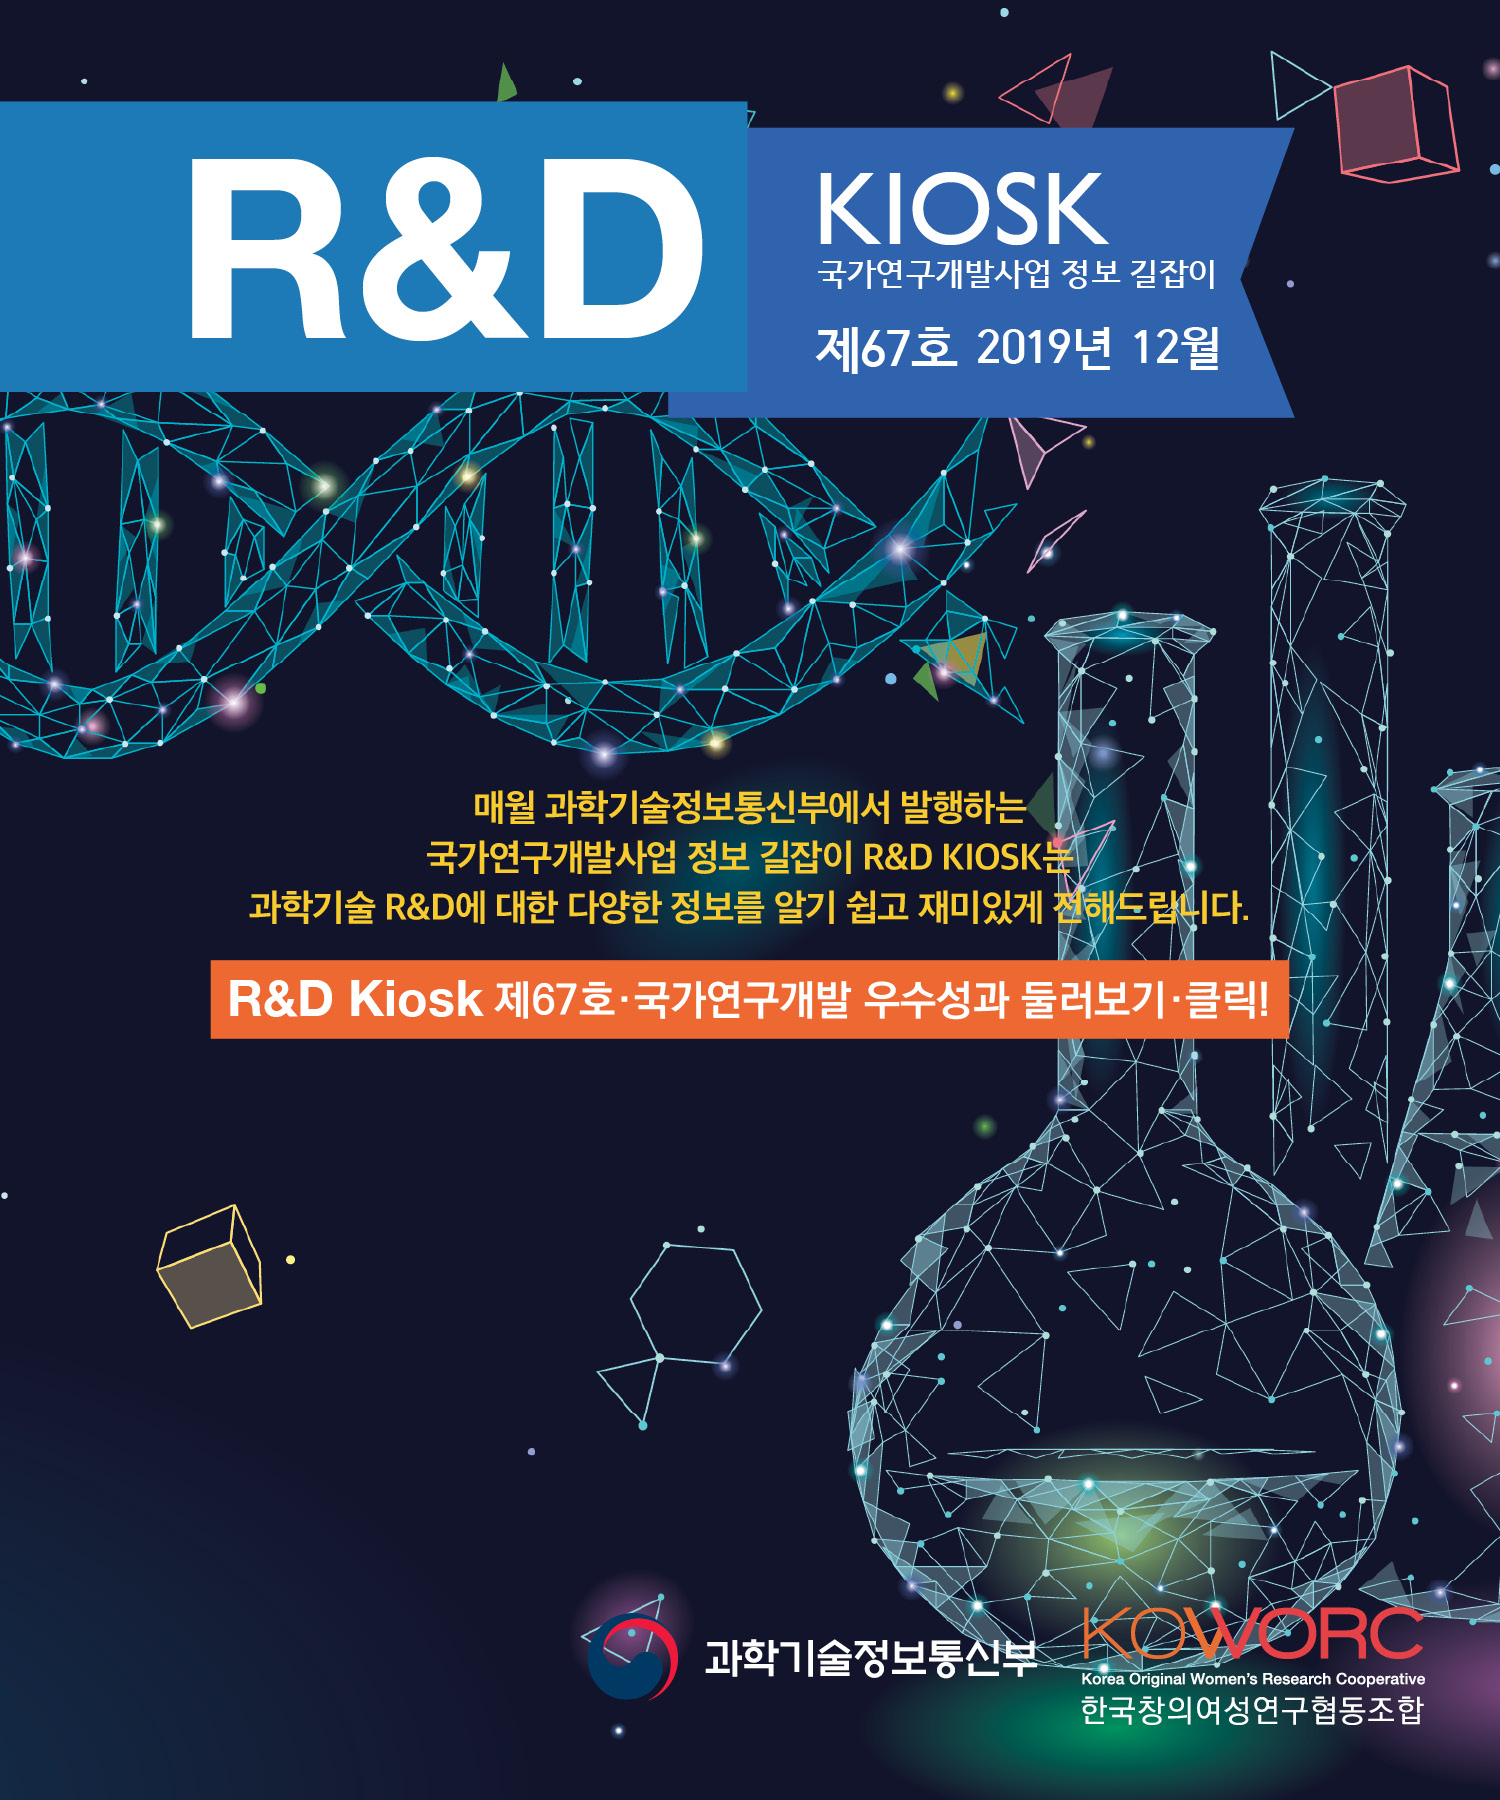 R&D
KIOSK
국가연구개발사업 정보 길잡이
제67호 2019년 12월
매월 과학기술정보통신부에서 발행하는
국가연구개발사업 정보 길잡이 R&D KIOSK는
과학기술 R&D에 대한 다양한 정보를 알기 쉽고 재미있게 전해드립니다.
R&D Kiosk 제67호·국가연구개발 우수성과 둘러보기·클릭!
과학기술정보통신부
KOWORC
Korea Original Women's Research Cooperative
한국창의여성연구협동조합